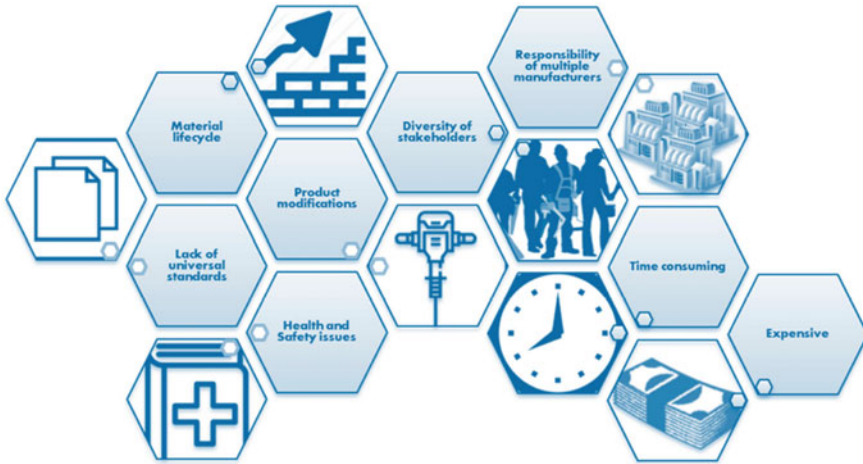 Responsibility
of multiple
manufacturers
Material
lifecycle
Diversity of
stakeholders
Product
modifications
Lack of
universal
standards
Time consuming
Health and
Safety issues
Expensive